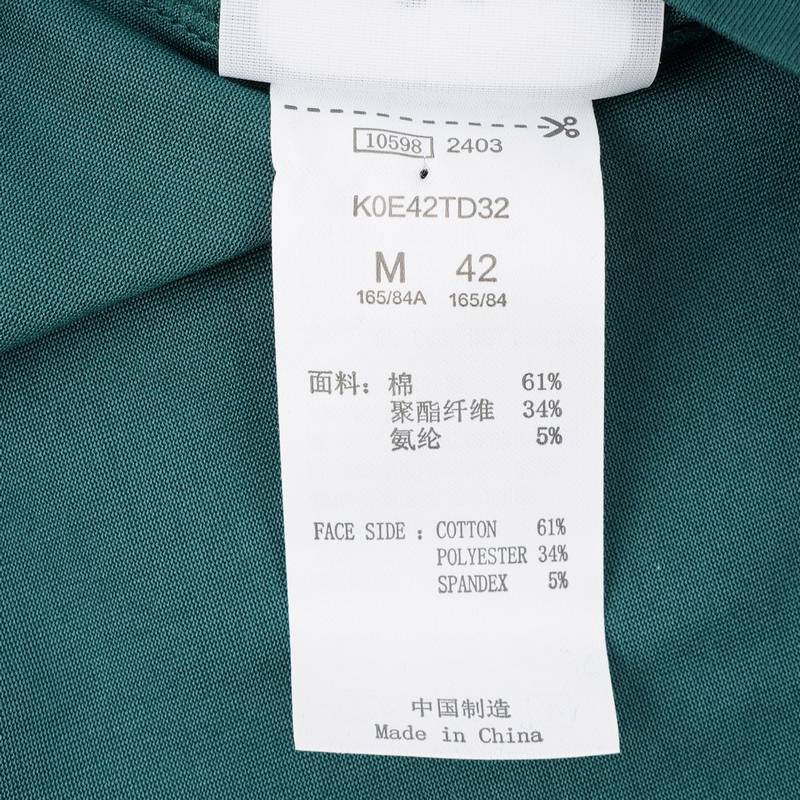 10598 2403
K0E42TD32
M 42
165/84A 165/84
面料：棉 61%
聚酯纤维 34%
氨纶 5%
FACE SIDE : COTTON 61%
POLYESTER 34%
SPANDEX 5%
中国制造
Made in China